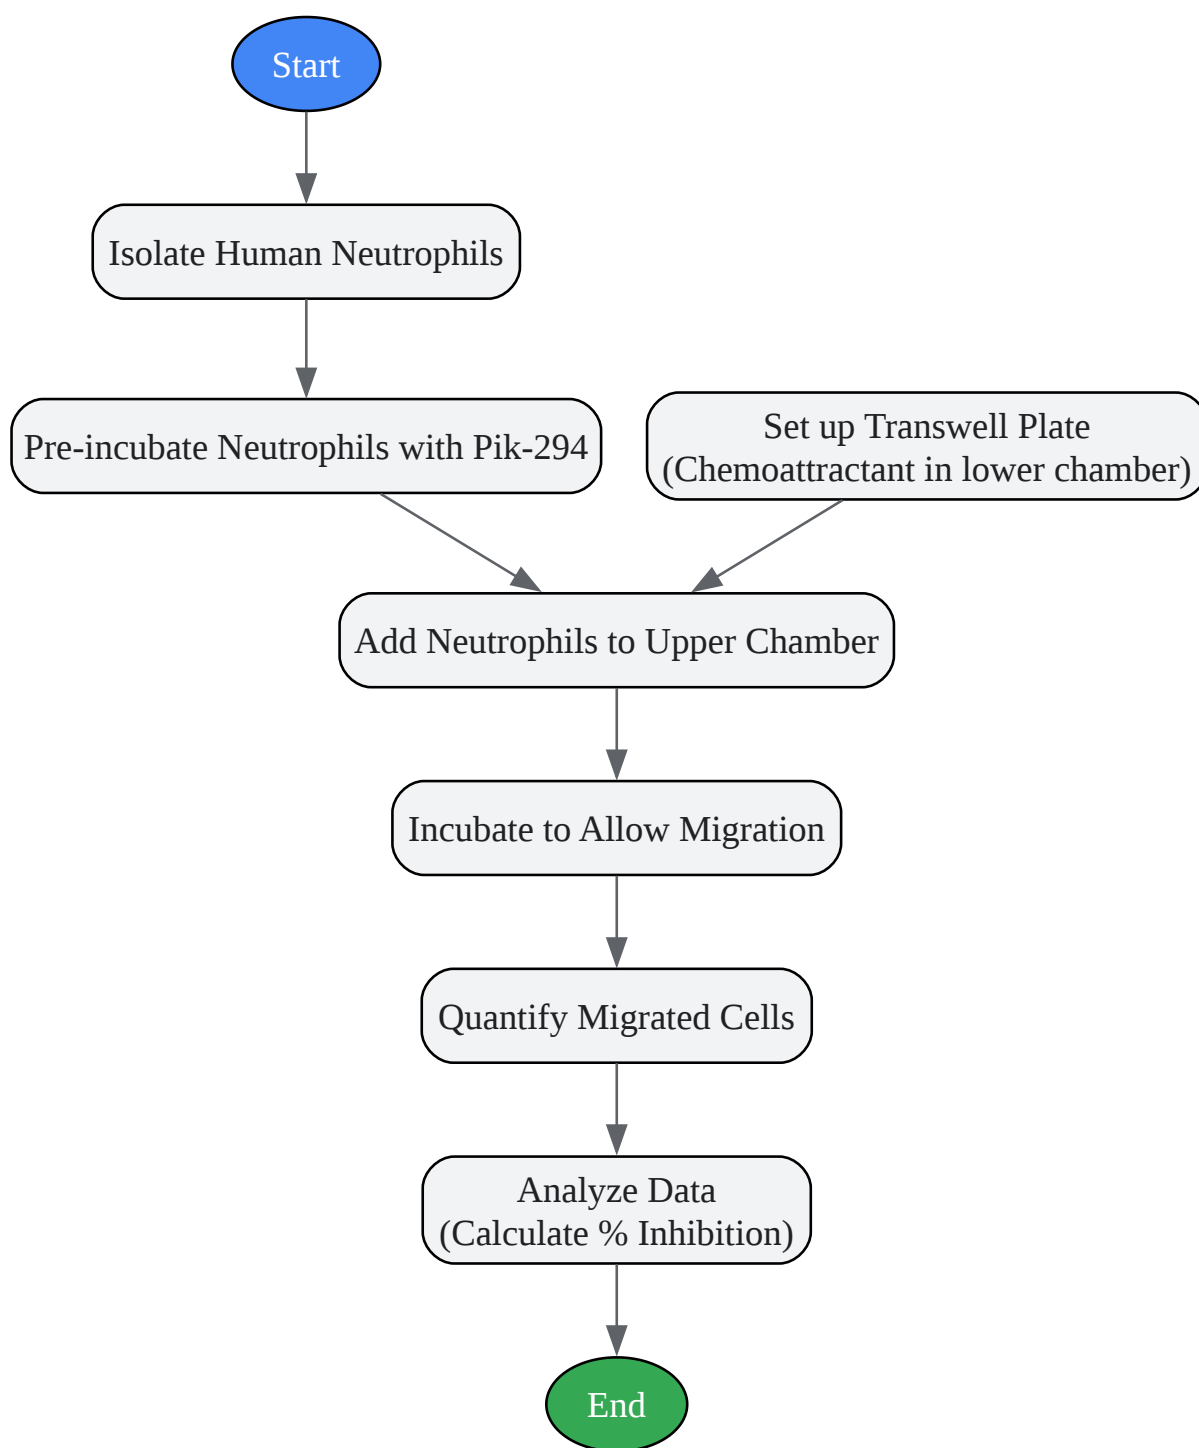 Start
Isolate Human Neutrophils
Pre-incubate Neutrophils with Pik-294
Set up Transwell Plate
(Chemoattractant in lower chamber)
Add Neutrophils to Upper Chamber
Incubate to Allow Migration
Quantify Migrated Cells
Analyze Data
(Calculate % Inhibition)
End